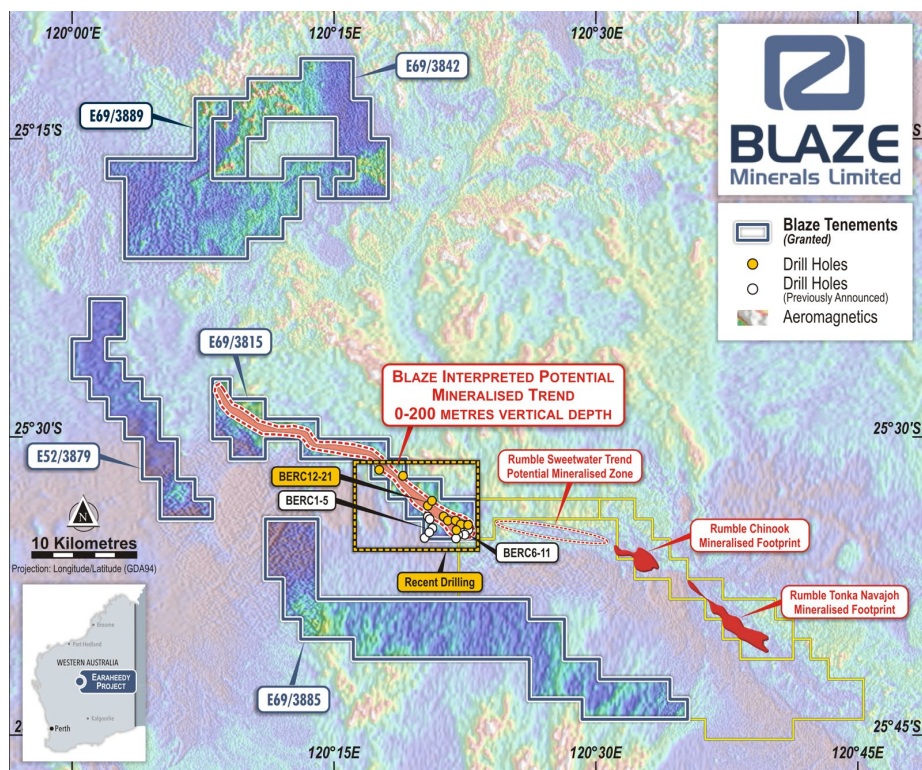 120°00'E
120°15'E
120°30'E
E69/3842
E69/3889
25°15'S
BLAZE
Minerals Limited
Blaze Tenements
(Granted)
Drill Holes
Drill Holes
(Previously Announced)
Aeromagnetics
E69/3815
BLAZE INTERPRETED POTENTIAL
MINERALISED TREND
0-200 METRES VERTICAL DEPTH
25°30'S
25°30'S
E52/3879
Rumble Sweetwater Trend
Potential Mineralised Zone
BERC12-21
BERC1-5
N
10 Kilometres
Projection: Longitude/Latitude (GDA94)
Rumble Chinook
Mineralised Footprint
BERC6-11
Recent Drilling
Rumble Tonka Navajoh
Mineralised Footprint
Broome
Port Hedland
WESTERN AUSTRALIA
EARAHEEDY
PROJECT
Kalgoorlie
Perth
E69/3885
25°45'S
120°15'E
120°30'E
120°45'E